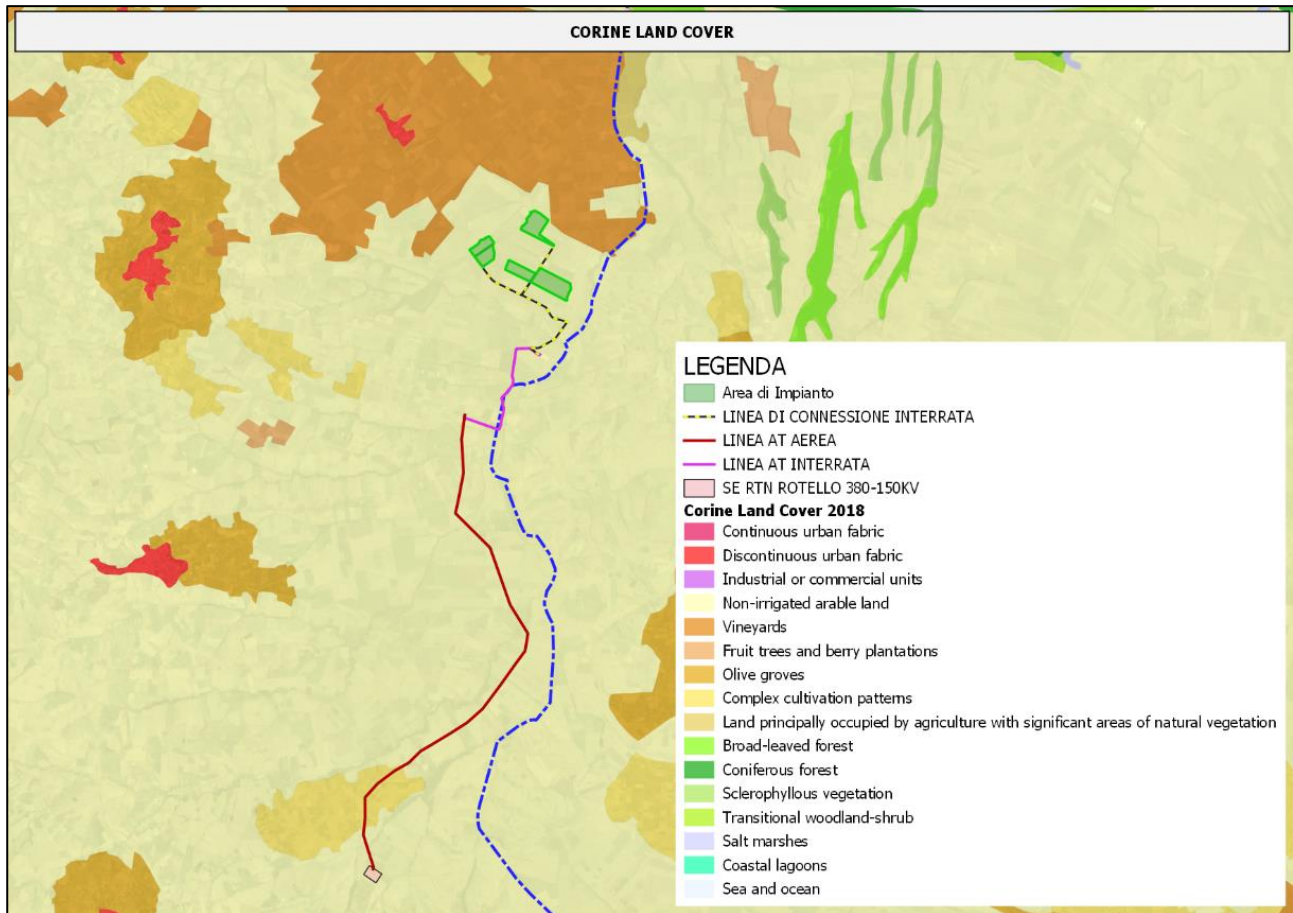 CORINE LAND COVER
LEGENDA
Area di Impianto
LINEA DI CONNESSIONE INTERRATA
LINEA AT AEREA
LINEA AT INTERRATA
SE RTN ROTELLO 380-150KV
Corine Land Cover 2018
Continuous urban fabric
Discontinuous urban fabric
Industrial or commercial units
Non-irrigated arable land
Vineyards
Fruit trees and berry plantations
Olive groves
Complex cultivation patterns
Land principally occupied by agriculture with significant areas of natural vegetation
Broad-leaved forest
Coniferous forest
Sclerophyllous vegetation
Transitional woodland-shrub
Salt marshes
Coastal lagoons
Sea and ocean